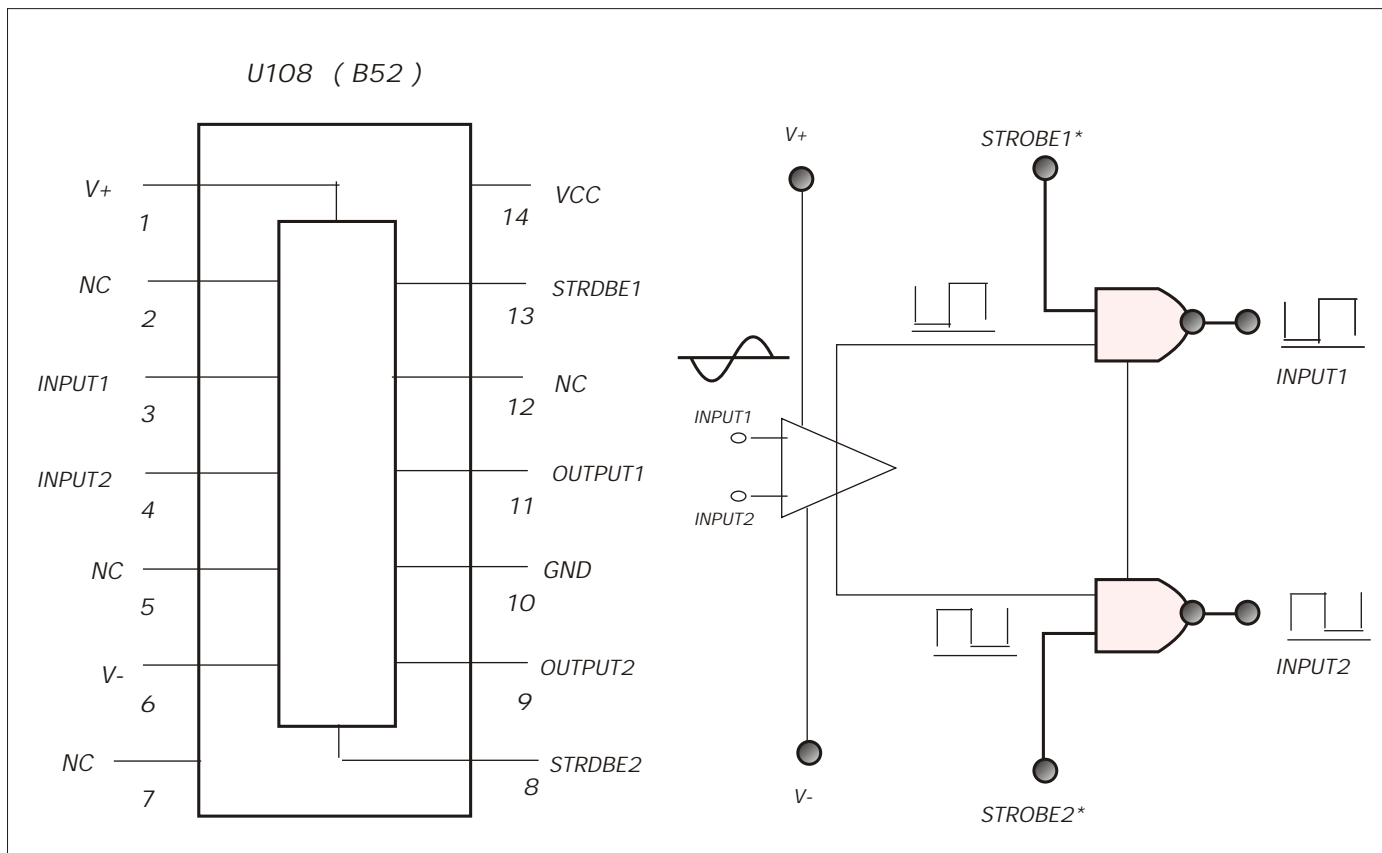 U108 ( B52 )
V+
1
NC
2
INPUT1
3
INPUT2
4
NC
5
V-
6
NC
7
VCC
14
STRDBE1
13
NC
12
OUTPUT1
11
GND
10
OUTPUT2
9
STRDBE2
8
V+
STROBE1*
INPUT1
INPUT1
INPUT2
INPUT2
V-
STROBE2*